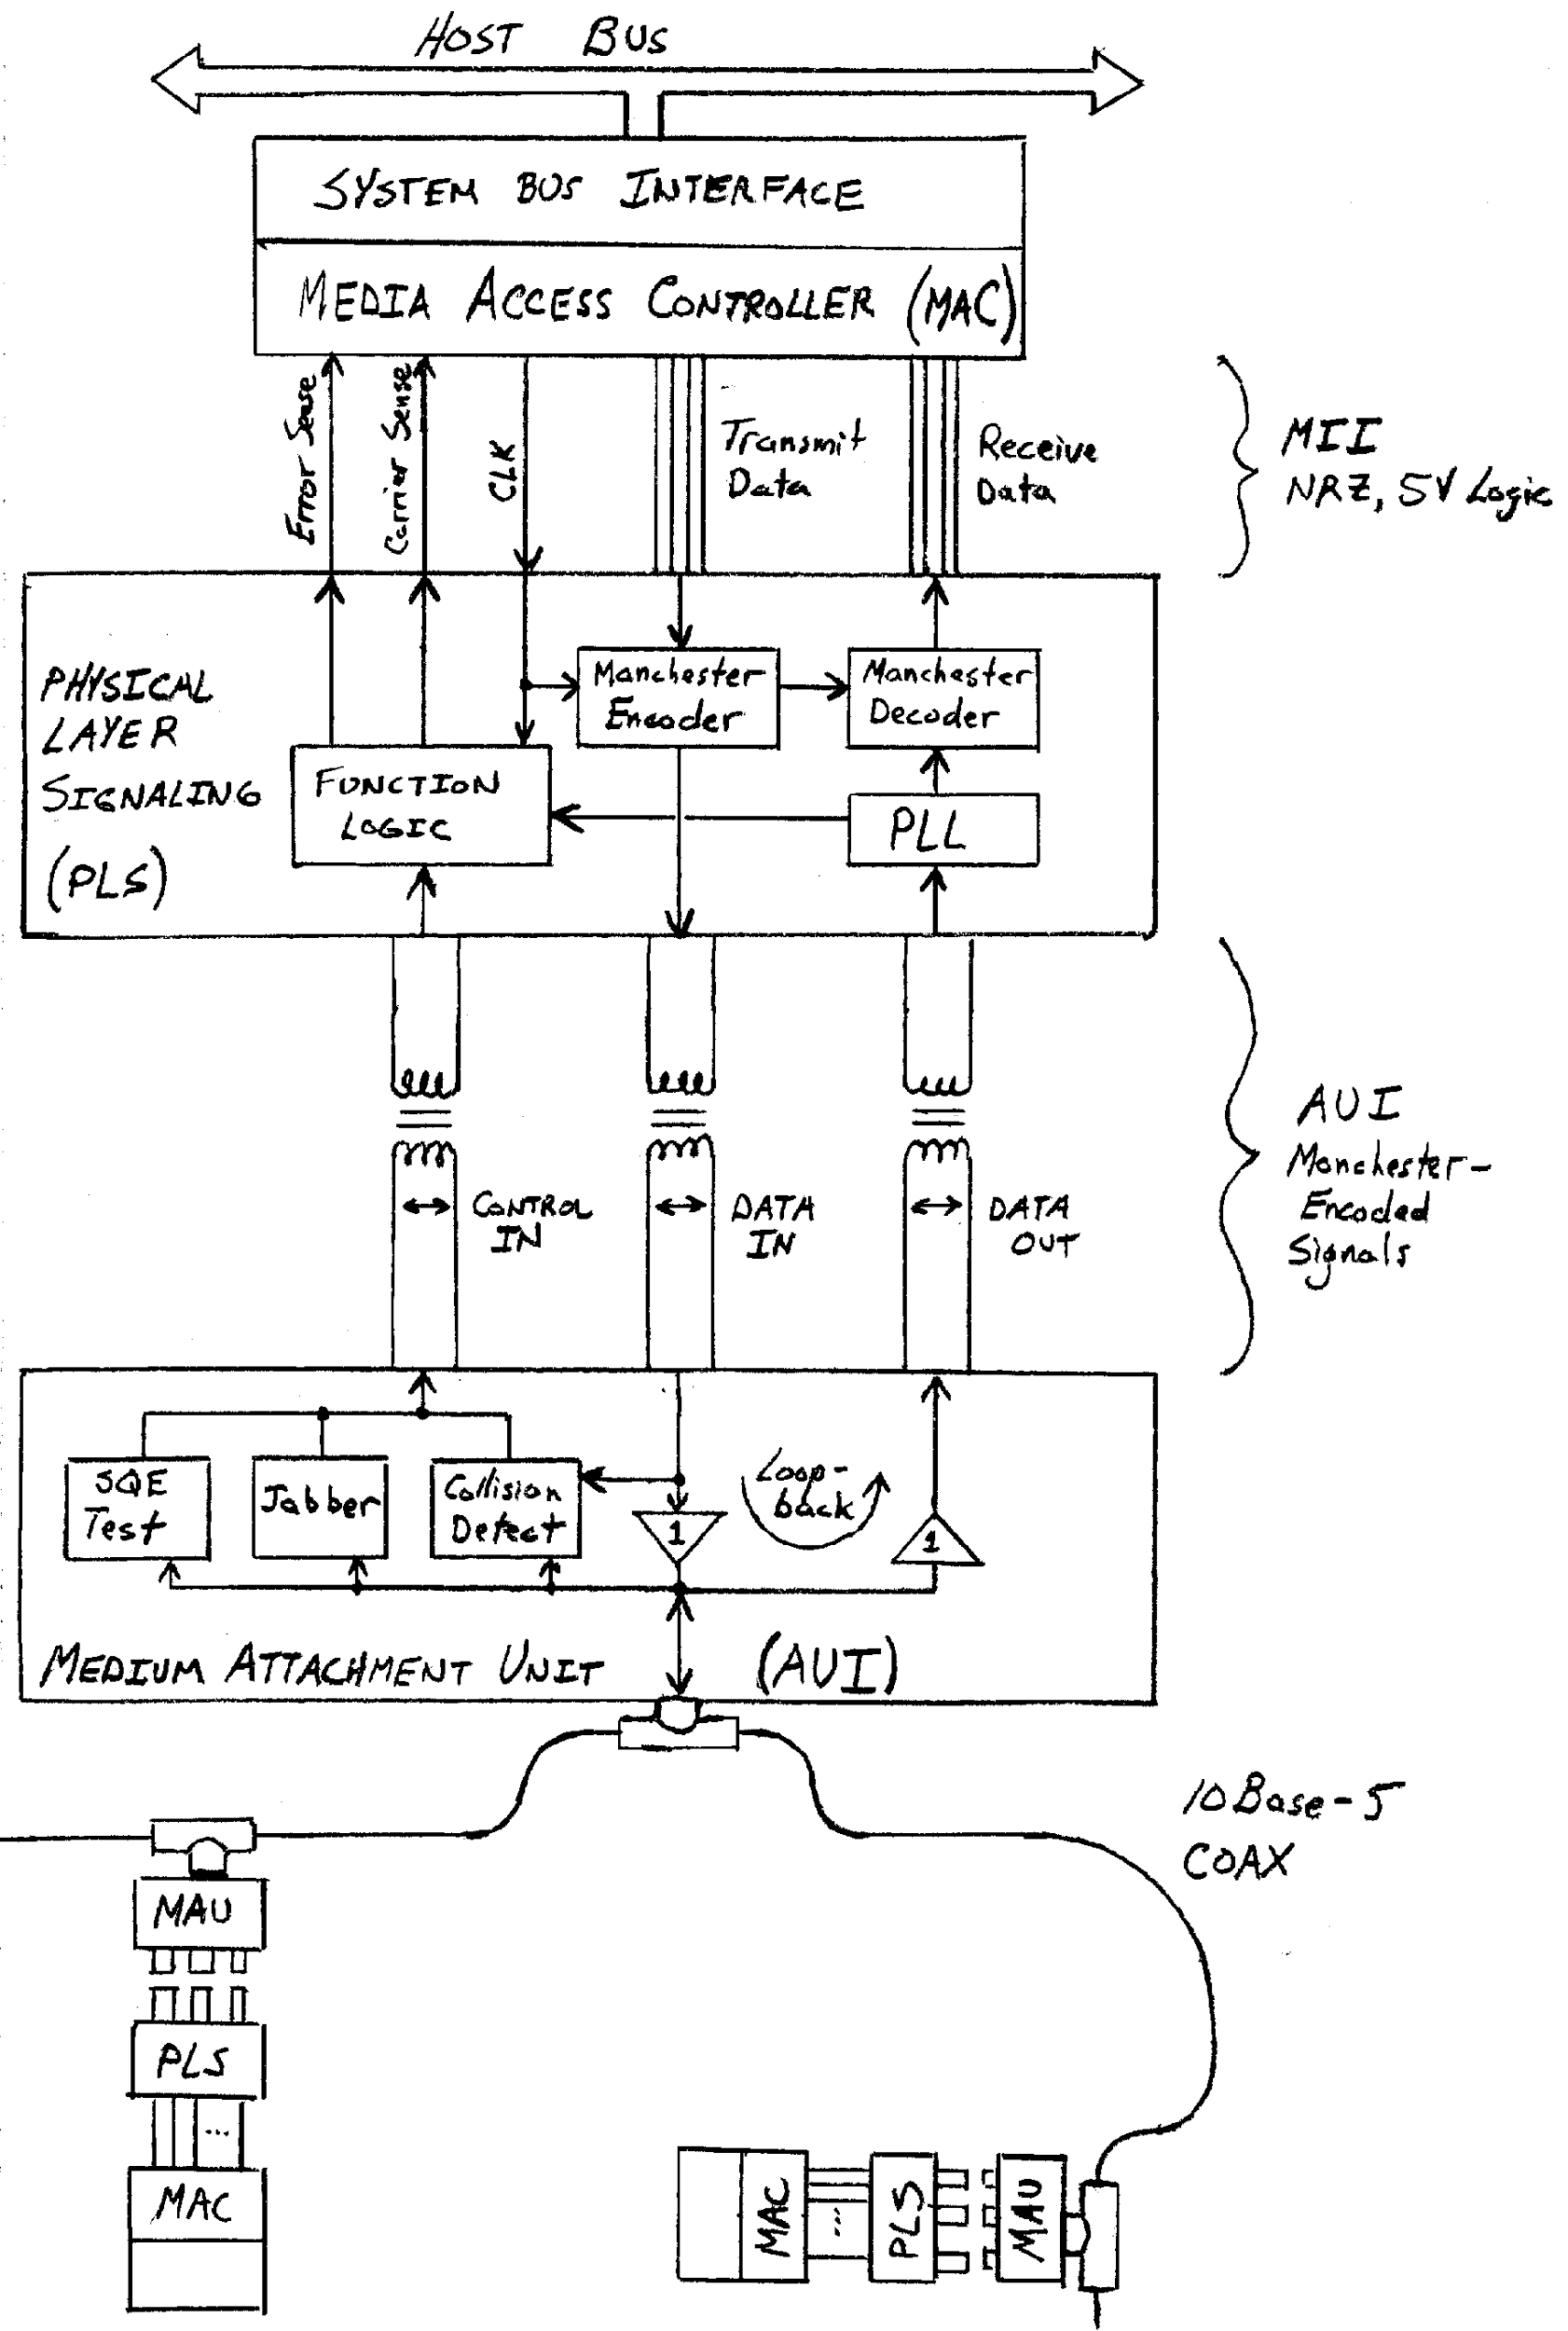 HOST BUS
SYSTEM BUS INTERFACE
MEDIA ACCESS CONTROLLER (MAC)
Error Sense
Carrier Sense
CLK
Transmit
Data
Receive
Data
MII
NRZ, 5V Logic
PHYSICAL
LAYER
SIGNALING
(PLS)
Manchester
Encoder
Manchester
Decoder
FUNCTION
LOGIC
PLL
CONTROL
IN
DATA
IN
DATA
OUT
AUI
Manchester-
Encoded
Signals
SQE
Test
Jabber
Collision
Detect
1
Loop-
back
1
MEDIUM ATTACHMENT UNIT (AUI)
10Base-5
COAX
MAU
PLS
...
MAC
MAC
...
PLS
MAU